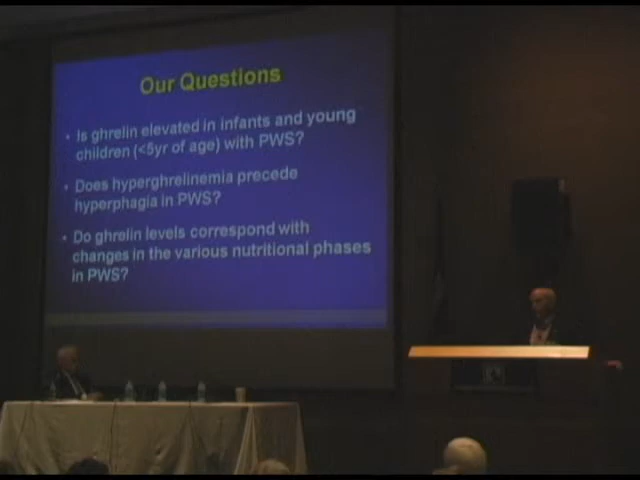 Our Questions
• Is ghrelin elevated in infants and young
children (<5yr of age) with PWS?
• Does hyperghrelinemia precede
hyperphagia in PWS?
• Do ghrelin levels correspond with
changes in the various nutritional phases
in PWS?